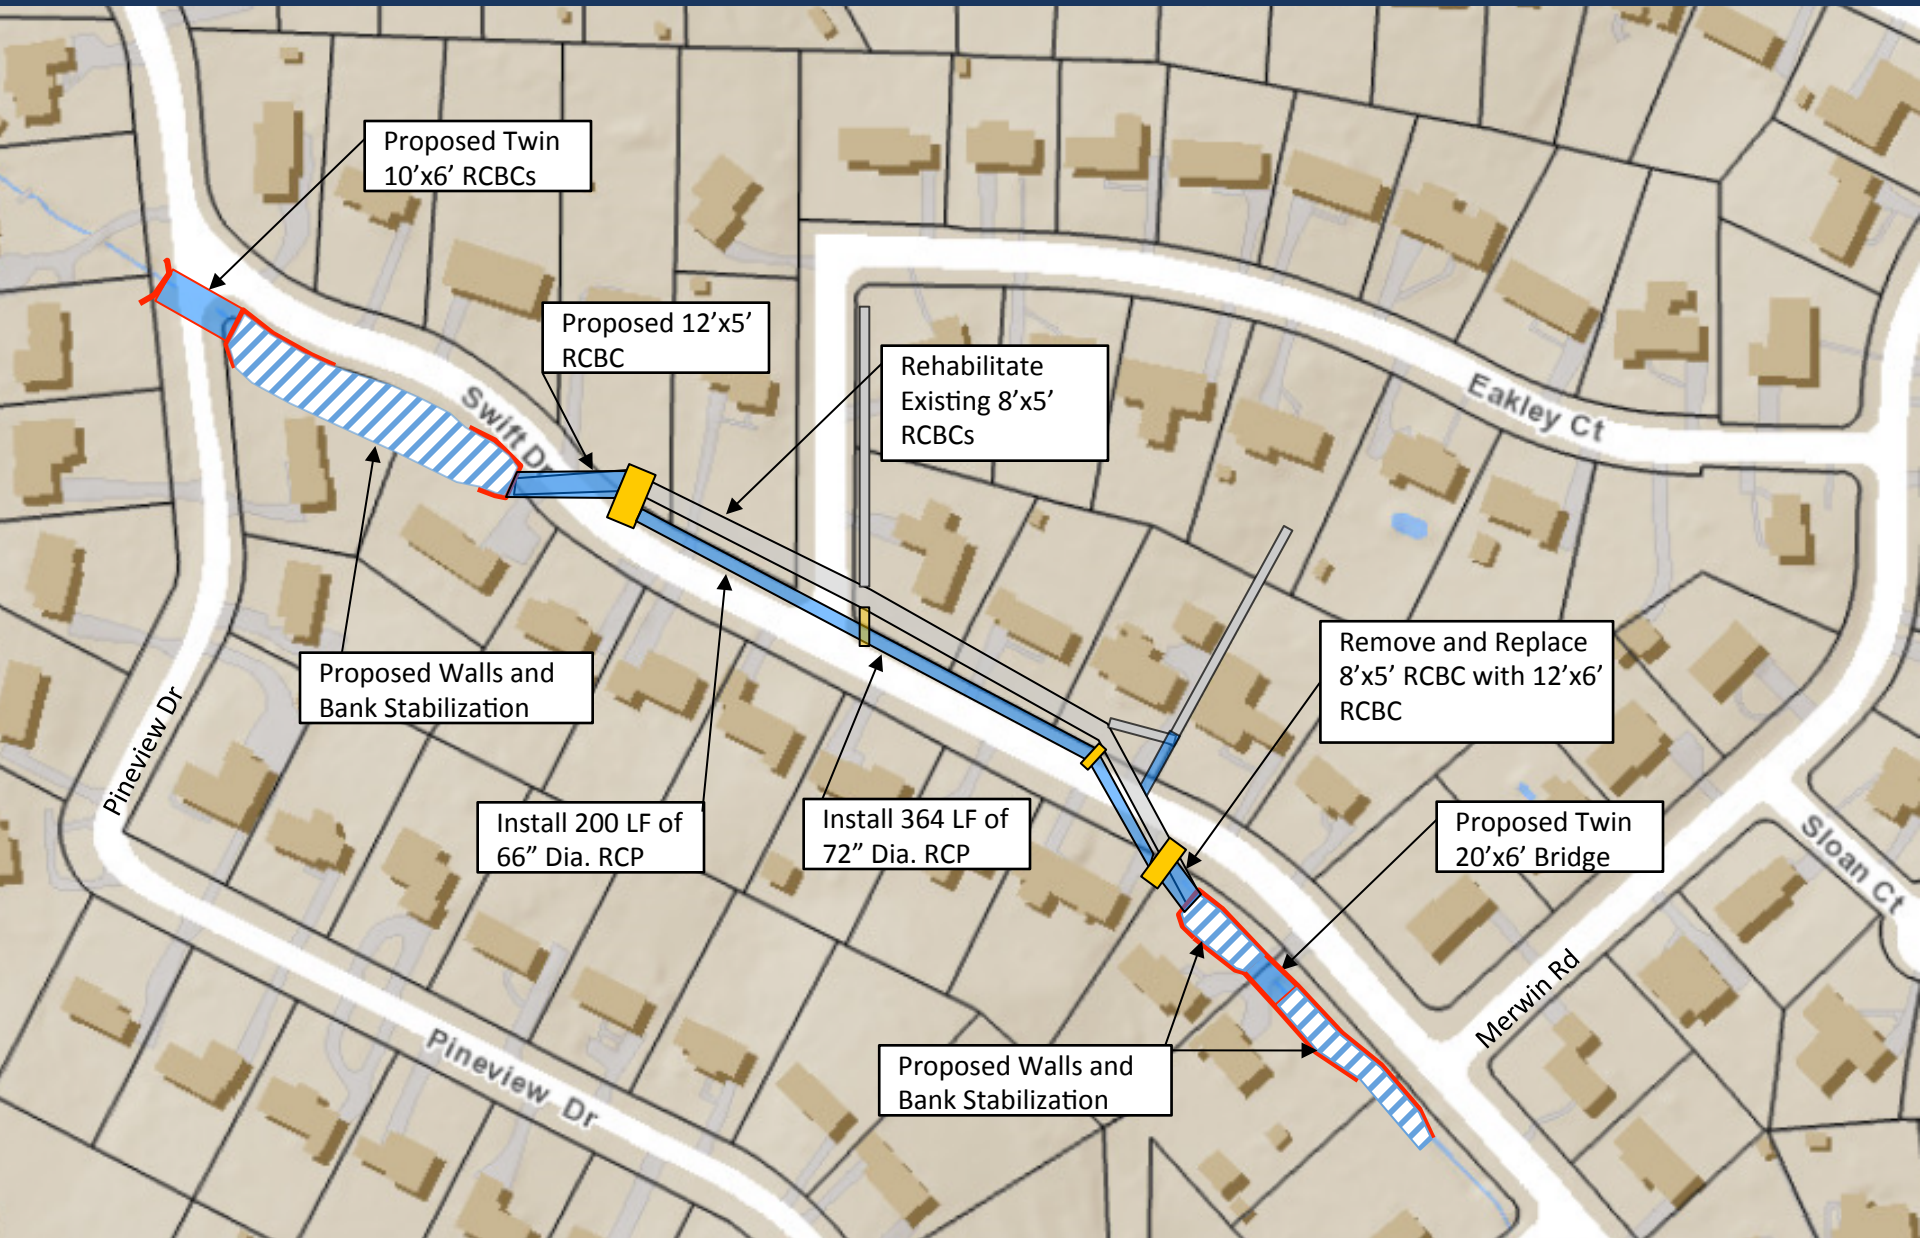 Proposed Twin
10’x6’ RCBCs
Proposed 12’x5’
RCBC
Rehabilitate
Existing 8’x5’
RCBCs
Swift Dr
Eakley Ct
Proposed Walls and
Bank Stabilization
Remove and Replace
8’x5’ RCBC with 12’x6’
RCBC
Pineview Dr
Install 200 LF of
66” Dia. RCP
Install 364 LF of
72” Dia. RCP
Proposed Twin
20’x6’ Bridge
Sloan Ct
Merwin Rd
Pineview Dr
Proposed Walls and
Bank Stabilization